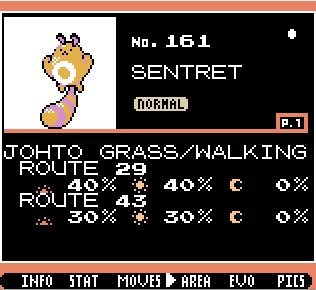 No. 161
SENTRET
NORMAL
P.1
JOHTO GRASS/WALKING
ROUTE 29
40% 40% 0%
ROUTE 43
30% 30% 0%
INFO STAT MOVES ▶ AREA EVO PICS